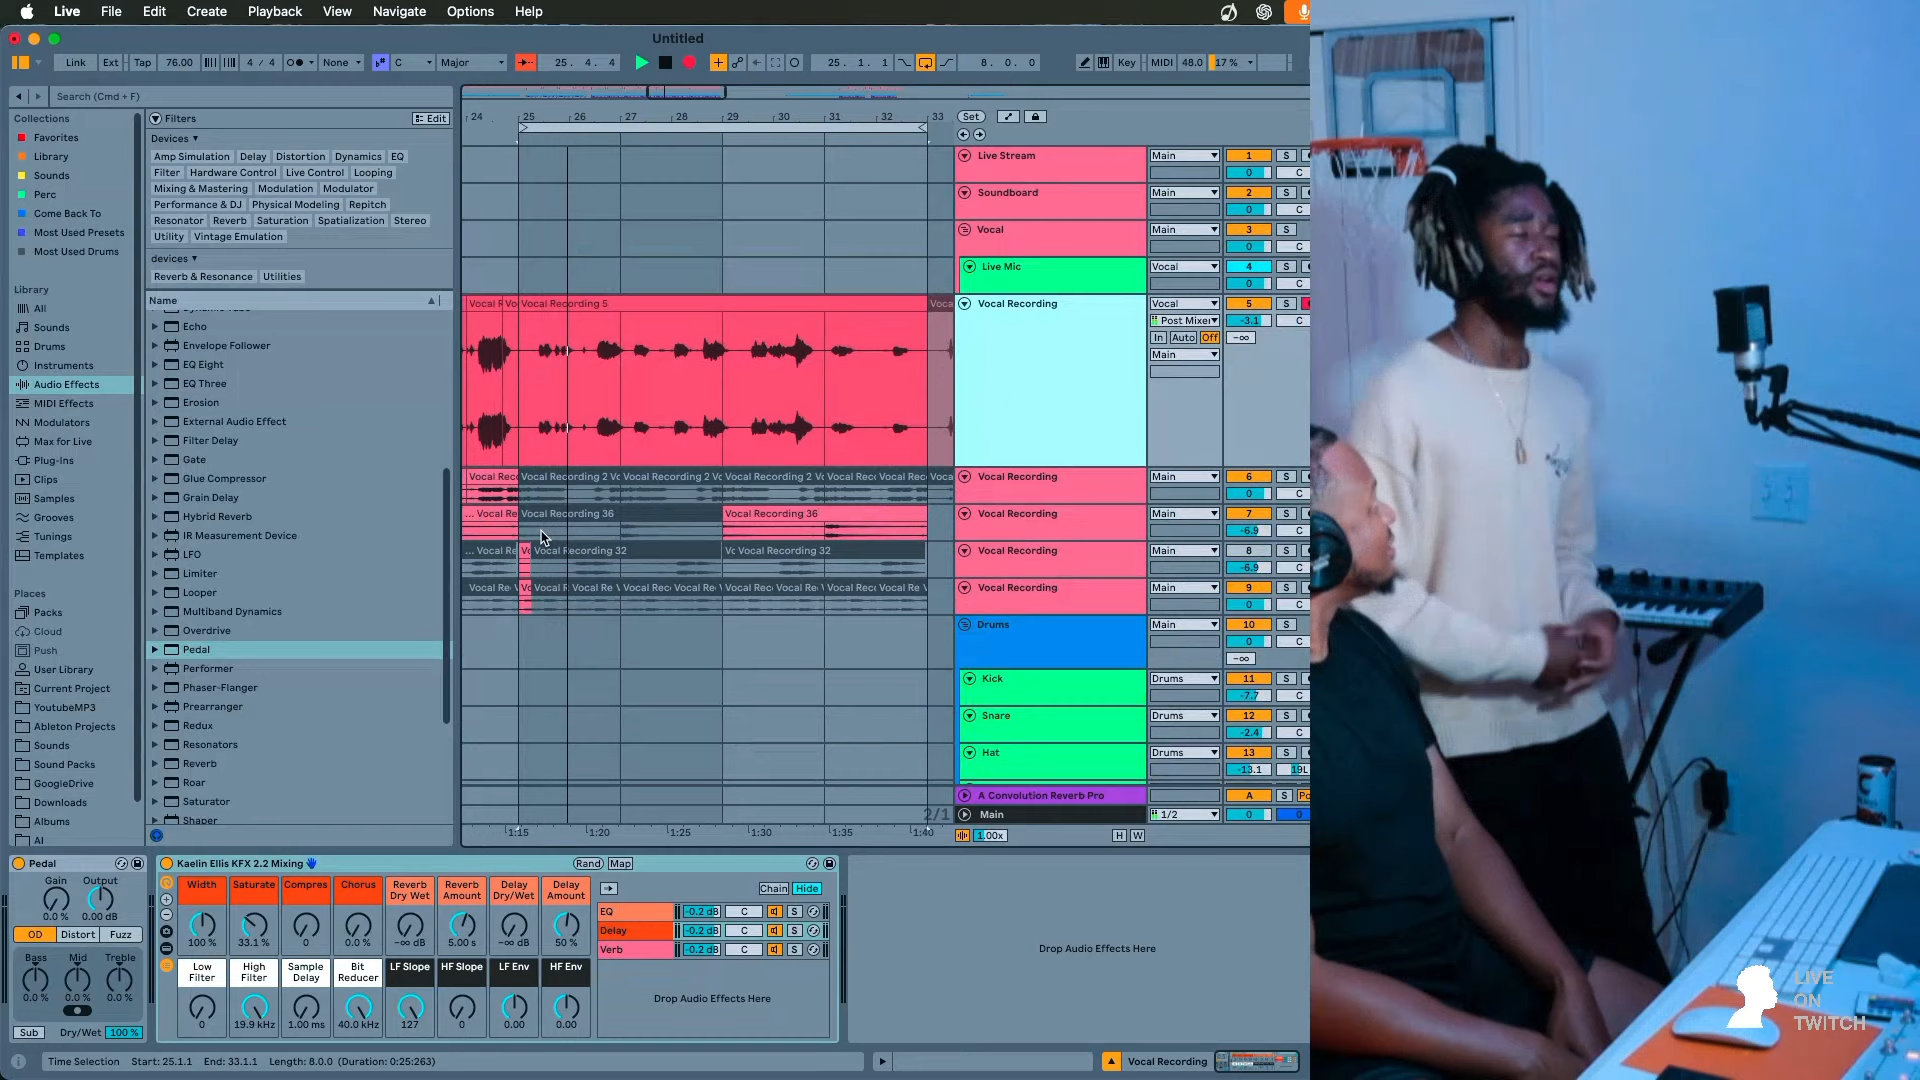 Live File Edit Create Playback View Navigate Options Help
Untitled
Link Ext Tap 76.00 4 / 4 None C Major 25. 4. 4 25. 1. 1 8. 0. 0 Key MIDI 48.0 17 %
Search (Cmd + F)
Collections
Favorites
Library
Sounds
Perc
Come Back To
Most Used Presets
Most Used Drums
Library
All
Sounds
Drums
Instruments
Audio Effects
MIDI Effects
Modulators
Max for Live
Plug-Ins
Clips
Samples
Grooves
Tunings
Templates
Places
Packs
Cloud
Push
User Library
Current Project
YoutubeMP3
Ableton Projects
Sounds
Sound Packs
GoogleDrive
Downloads
Albums
AI
Filters Edit
Devices
Amp Simulation Delay Distortion Dynamics EQ
Filter Hardware Control Live Control Looping
Mixing & Mastering Modulation Modulator
Performance & DJ Physical Modeling Repitch
Resonator Reverb Saturation Spatialization Stereo
Utility Vintage Emulation
devices
Reverb & Resonance Utilities
Name
Echo
Envelope Follower
EQ Eight
EQ Three
Erosion
External Audio Effect
Filter Delay
Gate
Glue Compressor
Grain Delay
Hybrid Reverb
IR Measurement Device
LFO
Limiter
Looper
Multiband Dynamics
Overdrive
Pedal
Performer
Phaser-Flanger
Prearranger
Redux
Resonators
Reverb
Roar
Saturator
Shaper
24 25 26 27 28 29 30 31 32 33 Set
Live Stream Main 1 S
0 C
Soundboard Main 2 S
0 C
Vocal Main 3 S
0 C
Live Mic Vocal 4 S
0 C
Vocal R Vo Vocal Recording 5 Voca
Vocal Recording Vocal 5
Post Mixer -3.1 C
In Auto Off -∞
Main
Vocal Rec Vocal Recording 2 Vc Vocal Recording 2 Vc Vocal Recording 2 Vc Vocal Rec Vocal Rec Voca
Vocal Recording Main 6 S
0 C
... Vocal Re Vocal Recording 36 Vocal Recording 36
Vocal Recording Main 7 S
-6.9 C
... Vocal Re Vc Vocal Recording 32 Vc Vocal Recording 32
Vocal Recording Main 8 S
-6.9 C
Vocal Recording Main 9 S
0 C
Drums Main 10 S
0 C
-∞
Kick Drums 11 S
-7.7 C
Snare Drums 12 S
-2.4 C
Hat Drums 13 S
-13.1 19L
A Convolution Reverb Pro A S
2/1 Main 1/2 0 0
1:15 1:20 1:25 1:30 1:35 1:40 1.00x H W
Pedal
Gain Output
0.0 % 0.00 dB
OD Distort Fuzz
Bass Mid Treble
0.0 % 0.0 % 0.0 %
Sub Dry/Wet 100 %
Kaelin Ellis KFX 2.2 Mixing Rand Map
Width Saturate Compres Chorus Reverb Dry Wet Reverb Amount Delay Dry/Wet Delay Amount
100 % 33.1 % 0 0.0 % -∞ dB 5.00 s -∞ dB 50 %
Low Filter High Filter Sample Delay Bit Reducer LF Slope HF Slope LF Env HF Env
0 19.9 kHz 1.00 ms 40.0 kHz 127 0 0.00 0.00
Chain Hide
EQ -0.2 dB C S
Delay -0.2 dB C S
Verb -0.2 dB C S
Drop Audio Effects Here
Drop Audio Effects Here
Time Selection Start: 25.1.1 End: 33.1.1 Length: 8.0.0 (Duration: 0:25:263)
Vocal Recording
LIVE
ON
TWITCH